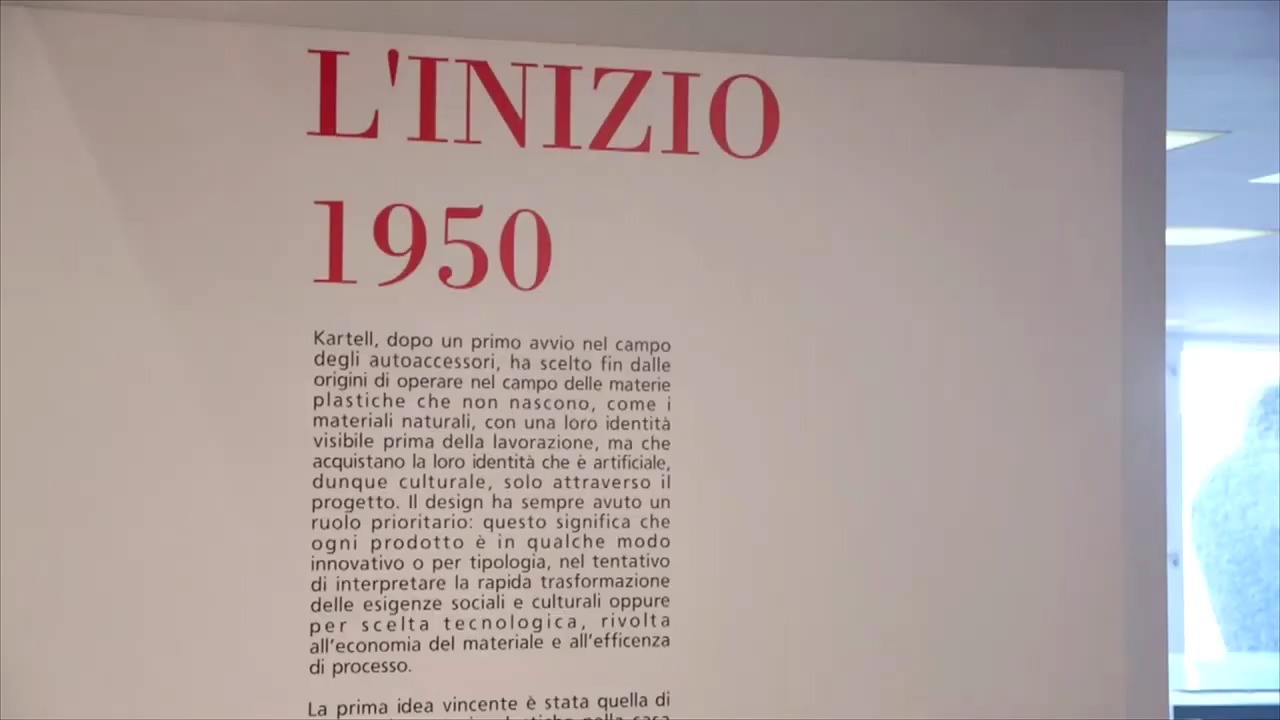 L'INIZIO
1950
Kartell, dopo un primo avvio nel campo
degli autoaccessori, ha scelto fin dalle
origini di operare nel campo delle materie
plastiche che non nascono, come i
materiali naturali, con una loro identità
visibile prima della lavorazione, ma che
acquistano la loro identità che è artificiale,
dunque culturale, solo attraverso il
progetto. Il design ha sempre avuto un
ruolo prioritario: questo significa che
ogni prodotto è in qualche modo
innovativo o per tipologia, nel tentativo
di interpretare la rapida trasformazione
delle esigenze sociali e culturali oppure
per scelta tecnologica, rivolta
all'economia del materiale e all'efficenza
di processo.
La prima idea vincente è stata quella di
nella casa